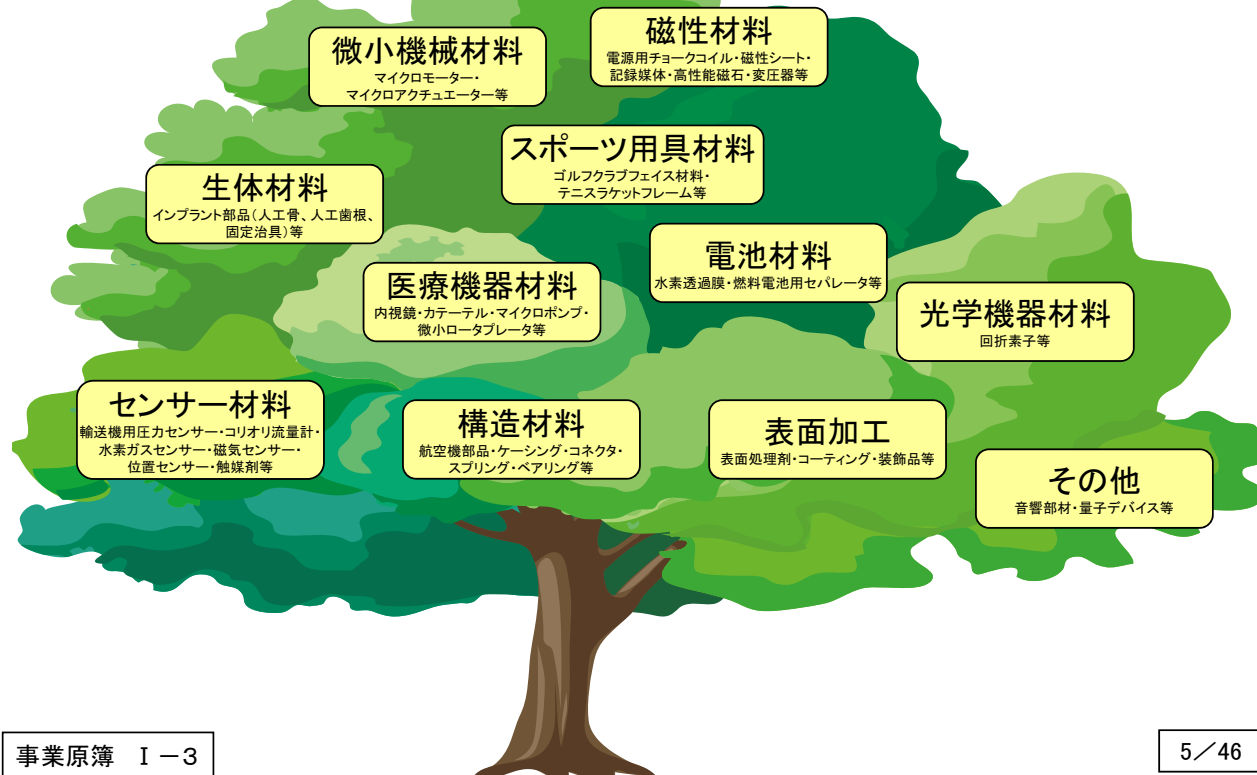 磁性材料
電源用チョークコイル・磁性シート・
記録媒体・高性能磁石・変圧器等
微小機械材料
マイクロモーター・
マイクロアクチュエーター等
スポーツ用具材料
ゴルフクラブフェイス材料・
テニスラケットフレーム等
生体材料
インプラント部品（人工骨、人工歯根、
固定治具）等
電池材料
水素透過膜・燃料電池用セパレータ等
医療機器材料
内視鏡・カテーテル・マイクロポンプ・
微小ロータブレータ等
光学機器材料
回折素子等
センサー材料
輸送機用圧力センサー・コリオリ流量計・
水素ガスセンサー・磁気センサー・
位置センサー・触媒剤等
構造材料
航空機部品・ケーシング・コネクタ・
スプリング・ベアリング等
表面加工
表面処理剤・コーティング・装飾品等
その他
音響部材・量子デバイス等
事業原簿　Ⅰ－3
5／46